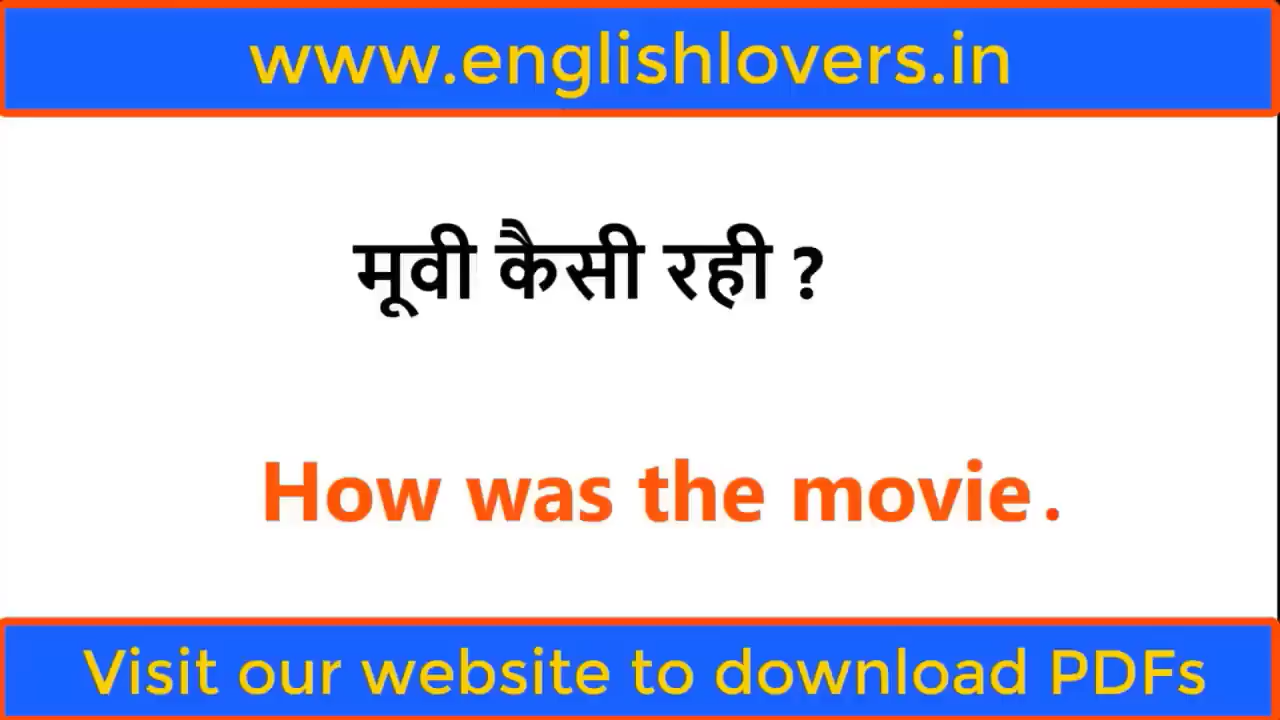 www.englishlovers.in
मूवी कैसी रही ?
How was the movie.
Visit our website to download PDFs